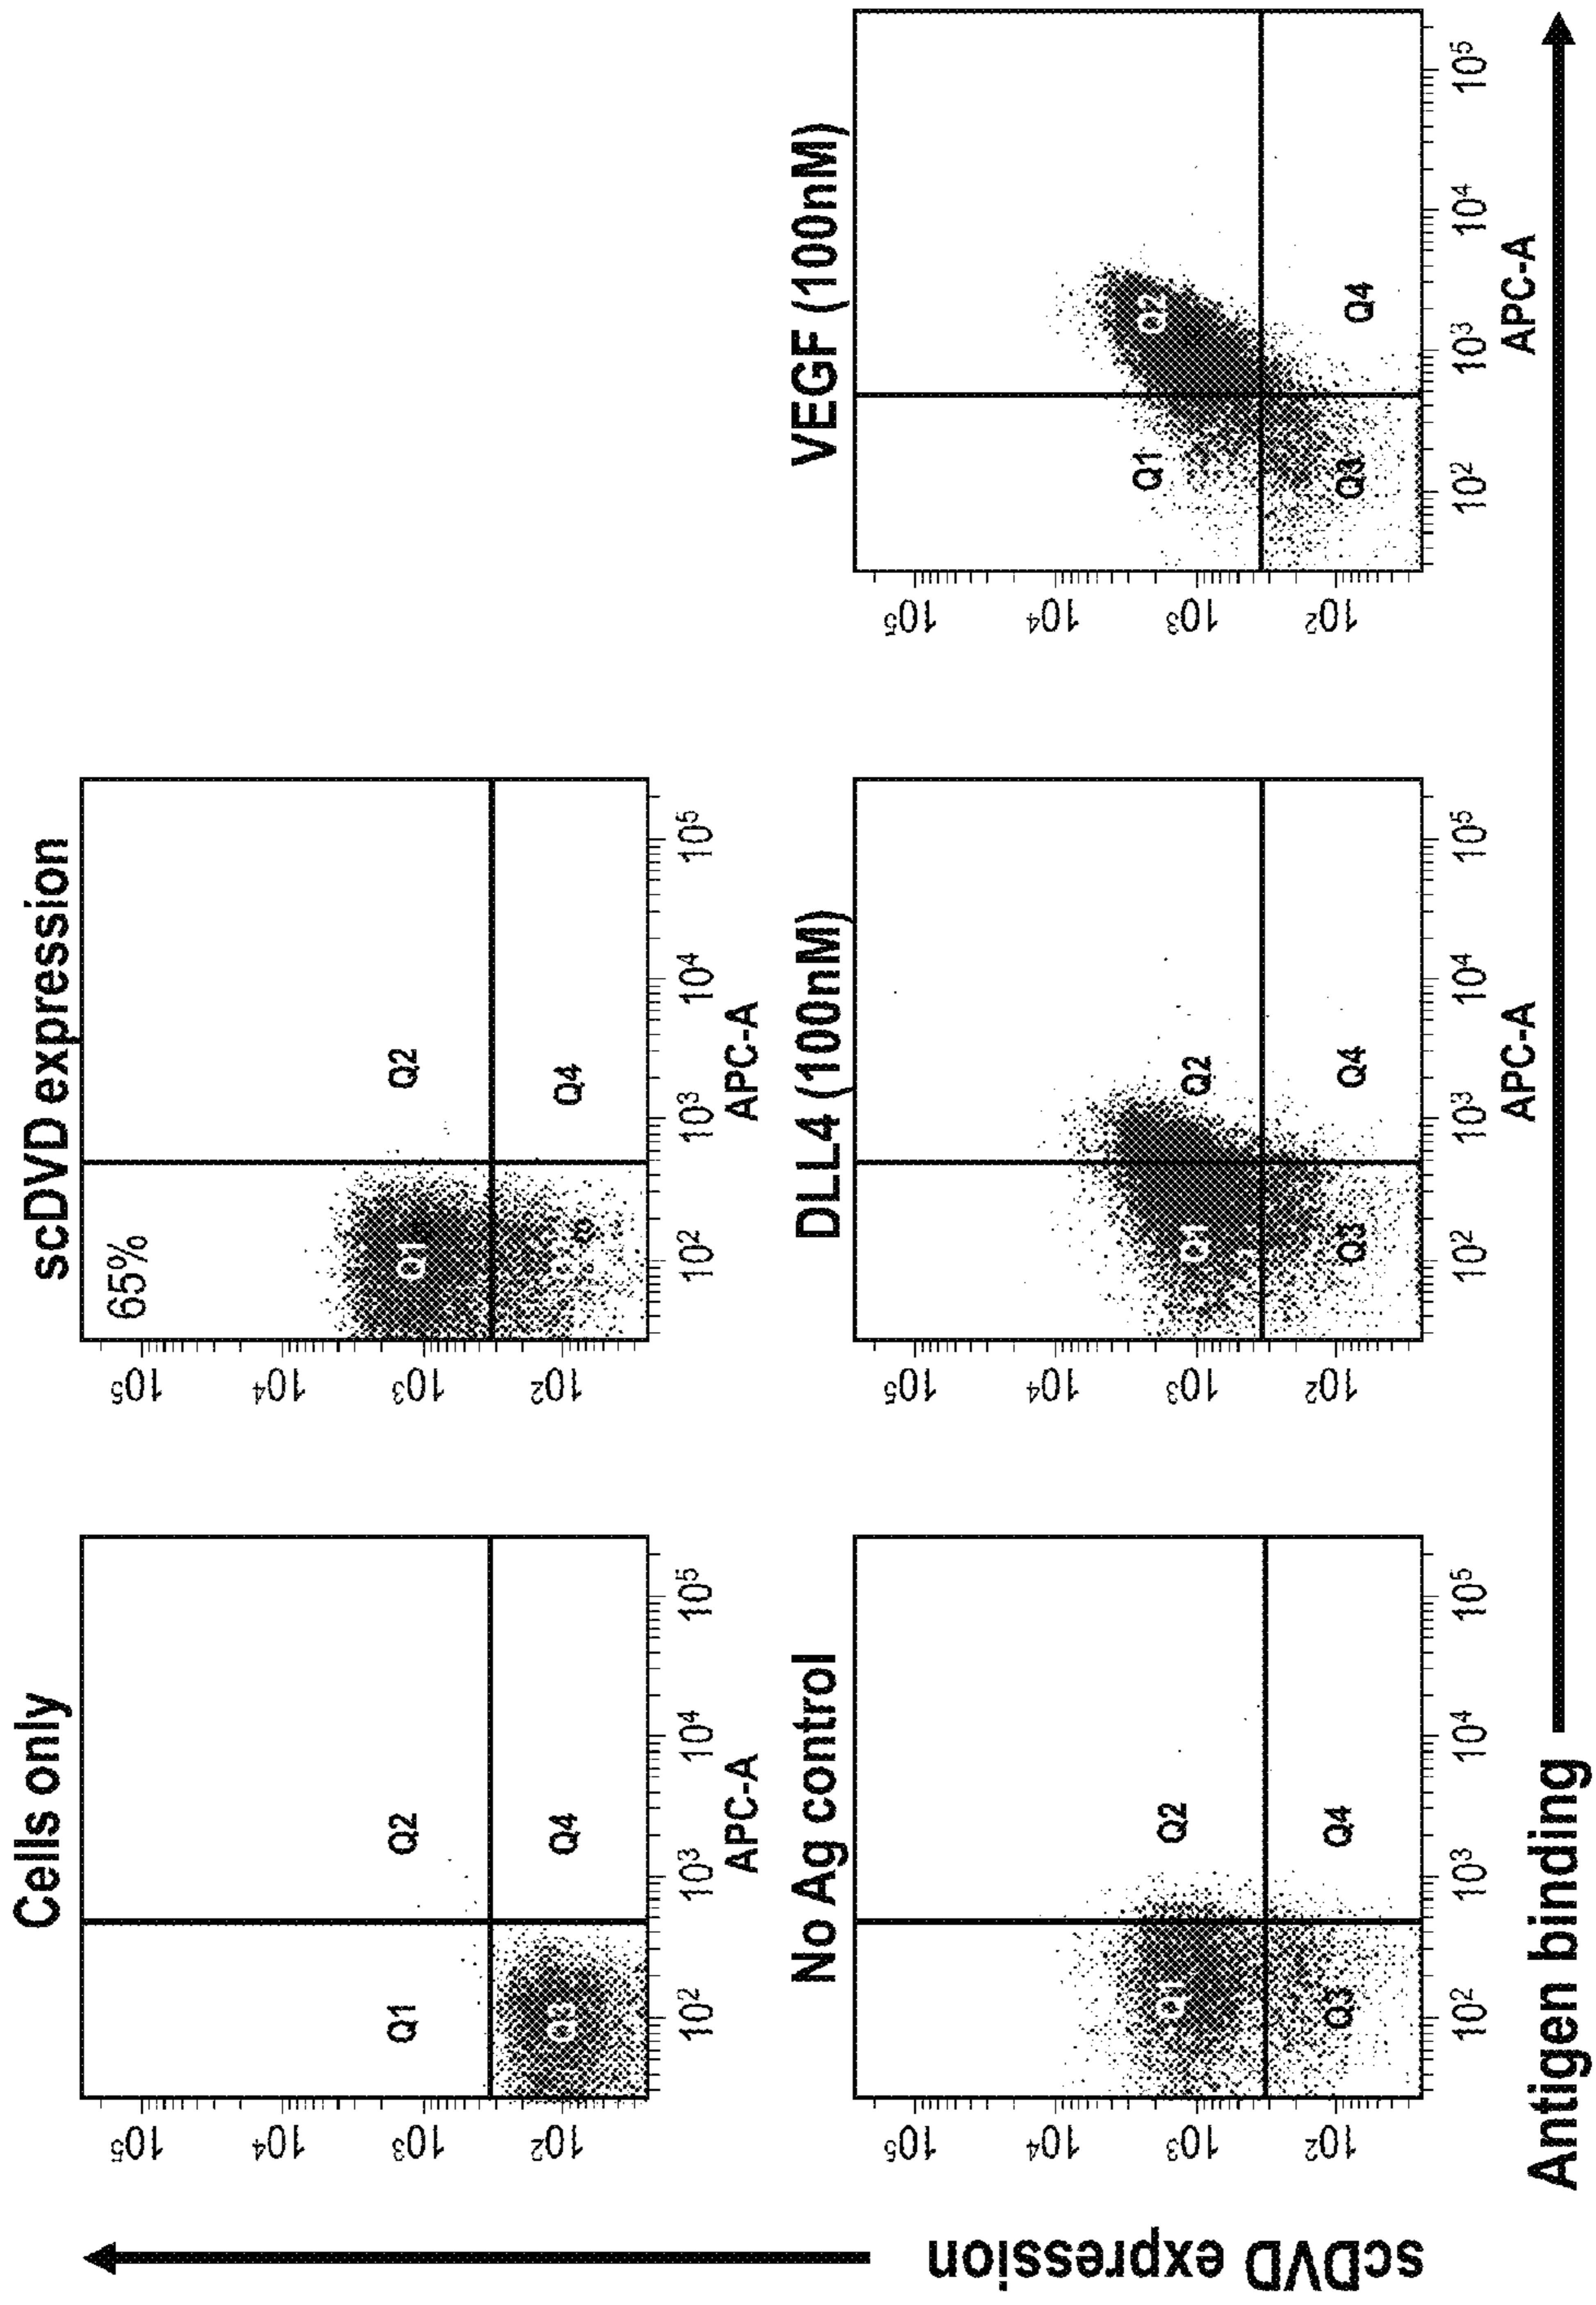 Cells only
10⁵
10⁴
10³
10²
Q1
Q2
Q3
Q4
10² 10³ 10⁴ 10⁵
APC-A
scDVD expression
65%
10⁵
10⁴
10³
10²
Q1
Q2
Q4
10² 10³ 10⁴ 10⁵
APC-A
No Ag control
10⁵
10⁴
10³
10²
Q1
Q2
Q3
Q4
10² 10³ 10⁴ 10⁵
DLL4 (100nM)
10⁵
10⁴
10³
10²
Q1
Q2
Q3
Q4
10² 10³ 10⁴ 10⁵
APC-A
VEGF (100nM)
10⁵
10⁴
10³
10²
Q1
Q2
Q3
Q4
10² 10³ 10⁴ 10⁵
APC-A
scDVD expression
Antigen binding